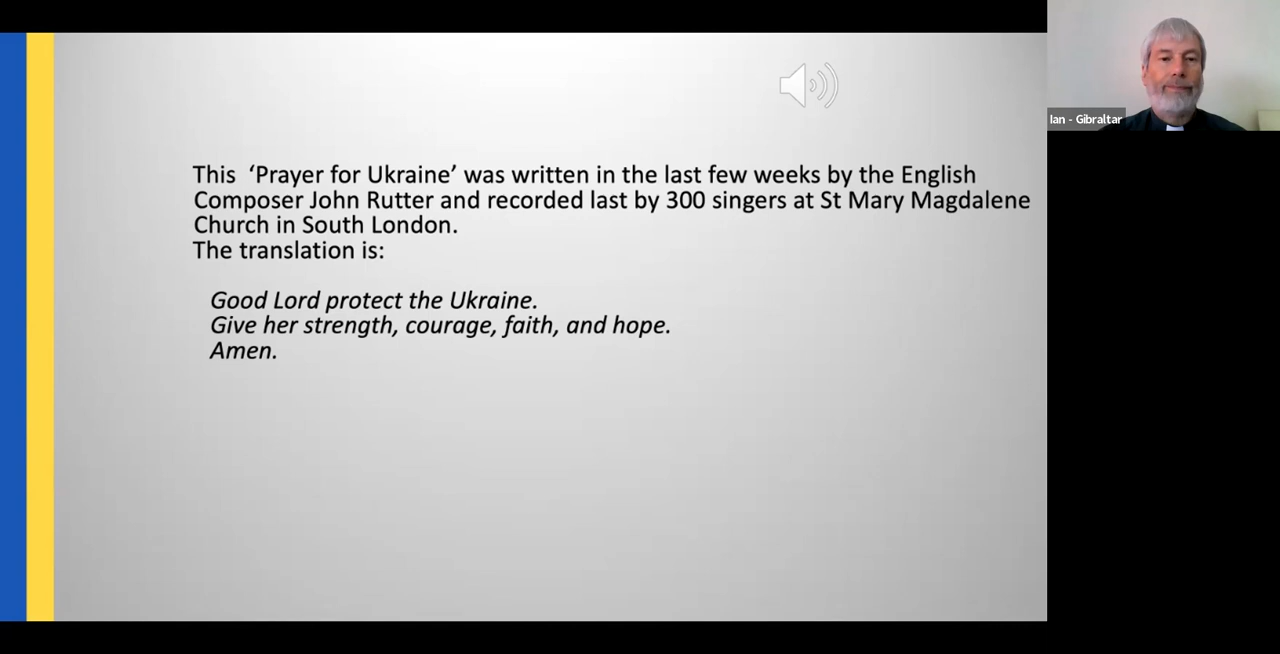 This ‘Prayer for Ukraine’ was written in the last few weeks by the English
Composer John Rutter and recorded last by 300 singers at St Mary Magdalene
Church in South London.
The translation is:
Good Lord protect the Ukraine.
Give her strength, courage, faith, and hope.
Amen.
Ian - Gibraltar